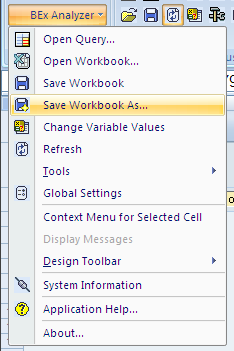 BEx Analyzer
Open Query...
Open Workbook...
Save Workbook
Save Workbook As...
Change Variable Values
Refresh
Tools
Global Settings
Context Menu for Selected Cell
Display Messages
Design Toolbar
System Information
Application Help...
About...